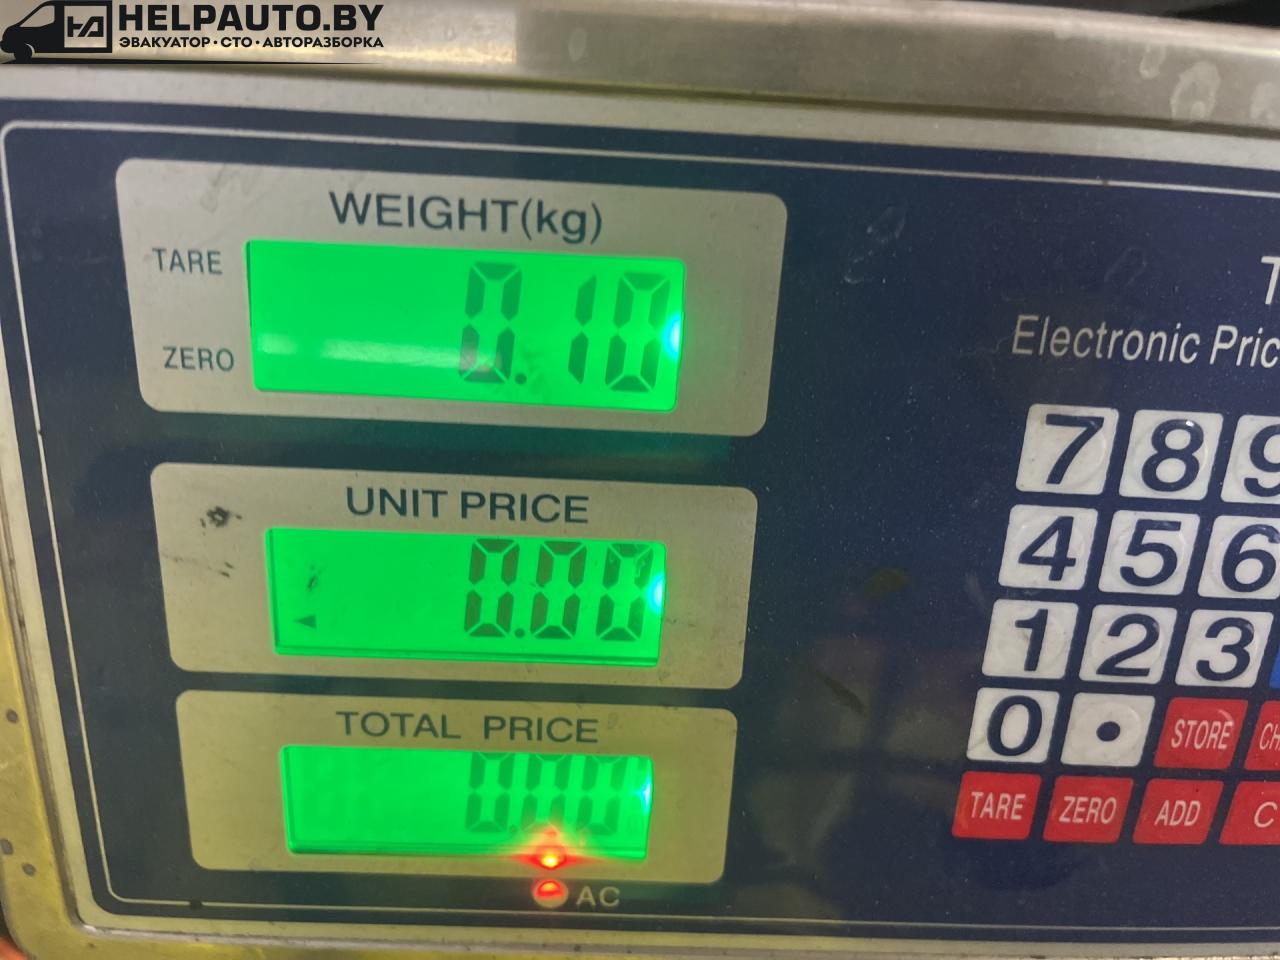 HELPAUTO.BY
ЭВАКУАТОР·СТО·АВТОРАЗБОРКА
WEIGHT(kg)
TARE
0.10
ZERO
UNIT PRICE
0.00
TOTAL PRICE
0.00
AC
Electronic
7 8 9
4 5 6
1 2 3
0 • STORE
TARE ZERO ADD